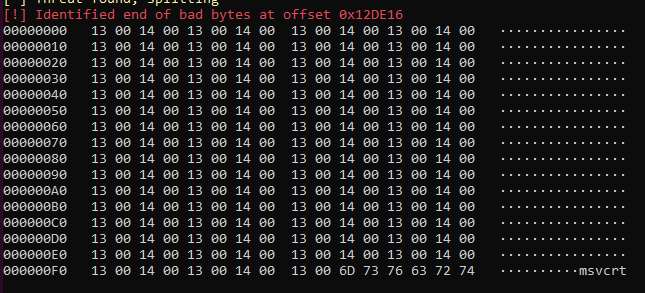 [!] Identified end of bad bytes at offset 0x12DE16
00000000 13 00 14 00 13 00 14 00 13 00 14 00 13 00 14 00 ················
00000010 13 00 14 00 13 00 14 00 13 00 14 00 13 00 14 00 ················
00000020 13 00 14 00 13 00 14 00 13 00 14 00 13 00 14 00 ················
00000030 13 00 14 00 13 00 14 00 13 00 14 00 13 00 14 00 ················
00000040 13 00 14 00 13 00 14 00 13 00 14 00 13 00 14 00 ················
00000050 13 00 14 00 13 00 14 00 13 00 14 00 13 00 14 00 ················
00000060 13 00 14 00 13 00 14 00 13 00 14 00 13 00 14 00 ················
00000070 13 00 14 00 13 00 14 00 13 00 14 00 13 00 14 00 ················
00000080 13 00 14 00 13 00 14 00 13 00 14 00 13 00 14 00 ················
00000090 13 00 14 00 13 00 14 00 13 00 14 00 13 00 14 00 ················
000000A0 13 00 14 00 13 00 14 00 13 00 14 00 13 00 14 00 ················
000000B0 13 00 14 00 13 00 14 00 13 00 14 00 13 00 14 00 ················
000000C0 13 00 14 00 13 00 14 00 13 00 14 00 13 00 14 00 ················
000000D0 13 00 14 00 13 00 14 00 13 00 14 00 13 00 14 00 ················
000000E0 13 00 14 00 13 00 14 00 13 00 14 00 13 00 14 00 ················
000000F0 13 00 14 00 13 00 14 00 13 00 6D 73 76 63 72 74 ··········msvcrt